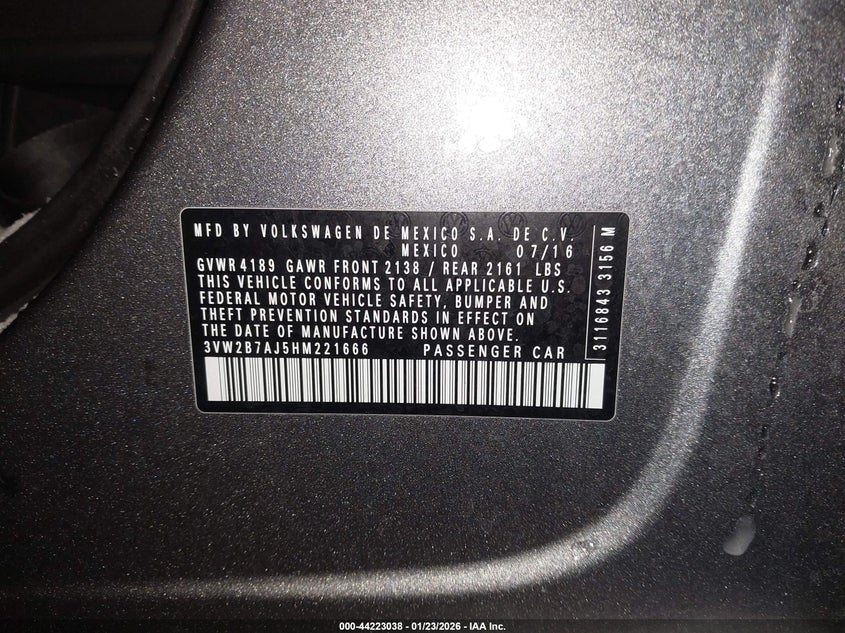 MFD BY VOLKSWAGEN DE MEXICO S.A. DE C.V.
MEXICO 07/16
GVWR 4189 GAWR FRONT 2138 / REAR 2161 LBS
THIS VEHICLE CONFORMS TO ALL APPLICABLE U.S.
FEDERAL MOTOR VEHICLE SAFETY, BUMPER AND
THEFT PREVENTION STANDARDS IN EFFECT ON
THE DATE OF MANUFACTURE SHOWN ABOVE.
3VW2B7AJ5HM221666 PASSENGER CAR
3116843 3156 M
000-44223038 - 01/23/2026 - IAA Inc.